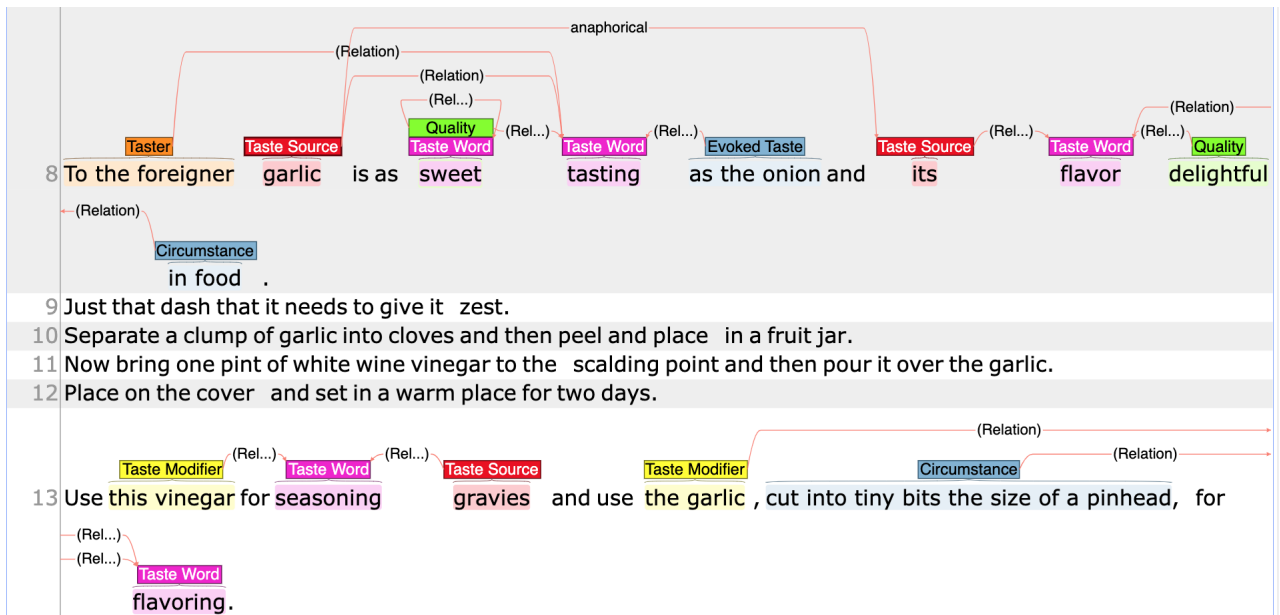 anaphorical
(Relation)
(Relation)
(Rel...) (Relation)
Quality (Rel...) (Rel...) (Rel...) (Rel...)
Taster Taste Source Taste Word Taste Word Evoked Taste Taste Source Taste Word Quality
8 To the foreigner garlic is as sweet tasting as the onion and its flavor delightful
(Relation)
Circumstance
in food .
9 Just that dash that it needs to give it zest.
10 Separate a clump of garlic into cloves and then peel and place in a fruit jar.
11 Now bring one pint of white wine vinegar to the scalding point and then pour it over the garlic.
12 Place on the cover and set in a warm place for two days.
(Relation)
(Rel...) (Rel...) (Relation)
Taste Modifier Taste Word Taste Source Taste Modifier Circumstance
13 Use this vinegar for seasoning gravies and use the garlic , cut into tiny bits the size of a pinhead, for
(Rel...)
(Rel...)
Taste Word
flavoring.